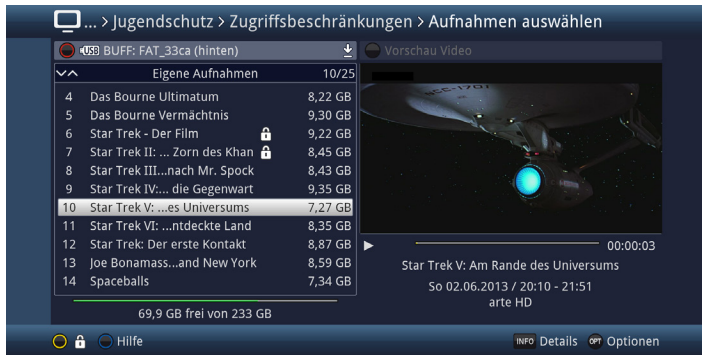 ... > Jugendschutz > Zugriffsbeschränkungen > Aufnahmen auswählen
USB BUFF: FAT_33ca (hinten)
Vorschau Video
Eigene Aufnahmen 10/25
4 Das Bourne Ultimatum 8,22 GB
5 Das Bourne Vermächtnis 9,30 GB
6 Star Trek - Der Film 9,22 GB
7 Star Trek II: ... Zorn des Khan 8,45 GB
8 Star Trek III...nach Mr. Spock 8,43 GB
9 Star Trek IV:... die Gegenwart 9,35 GB
10 Star Trek V: ...es Universums 7,27 GB
11 Star Trek VI: ...ntdeckte Land 8,35 GB
12 Star Trek: Der erste Kontakt 8,87 GB
13 Joe Bonamass...and New York 8,59 GB
14 Spaceballs 7,34 GB
69,9 GB frei von 233 GB
NCC-1701
00:00:03
Star Trek V: Am Rande des Universums
So 02.06.2013 / 20:10 - 21:51
arte HD
Hilfe
INFO Details OPT Optionen